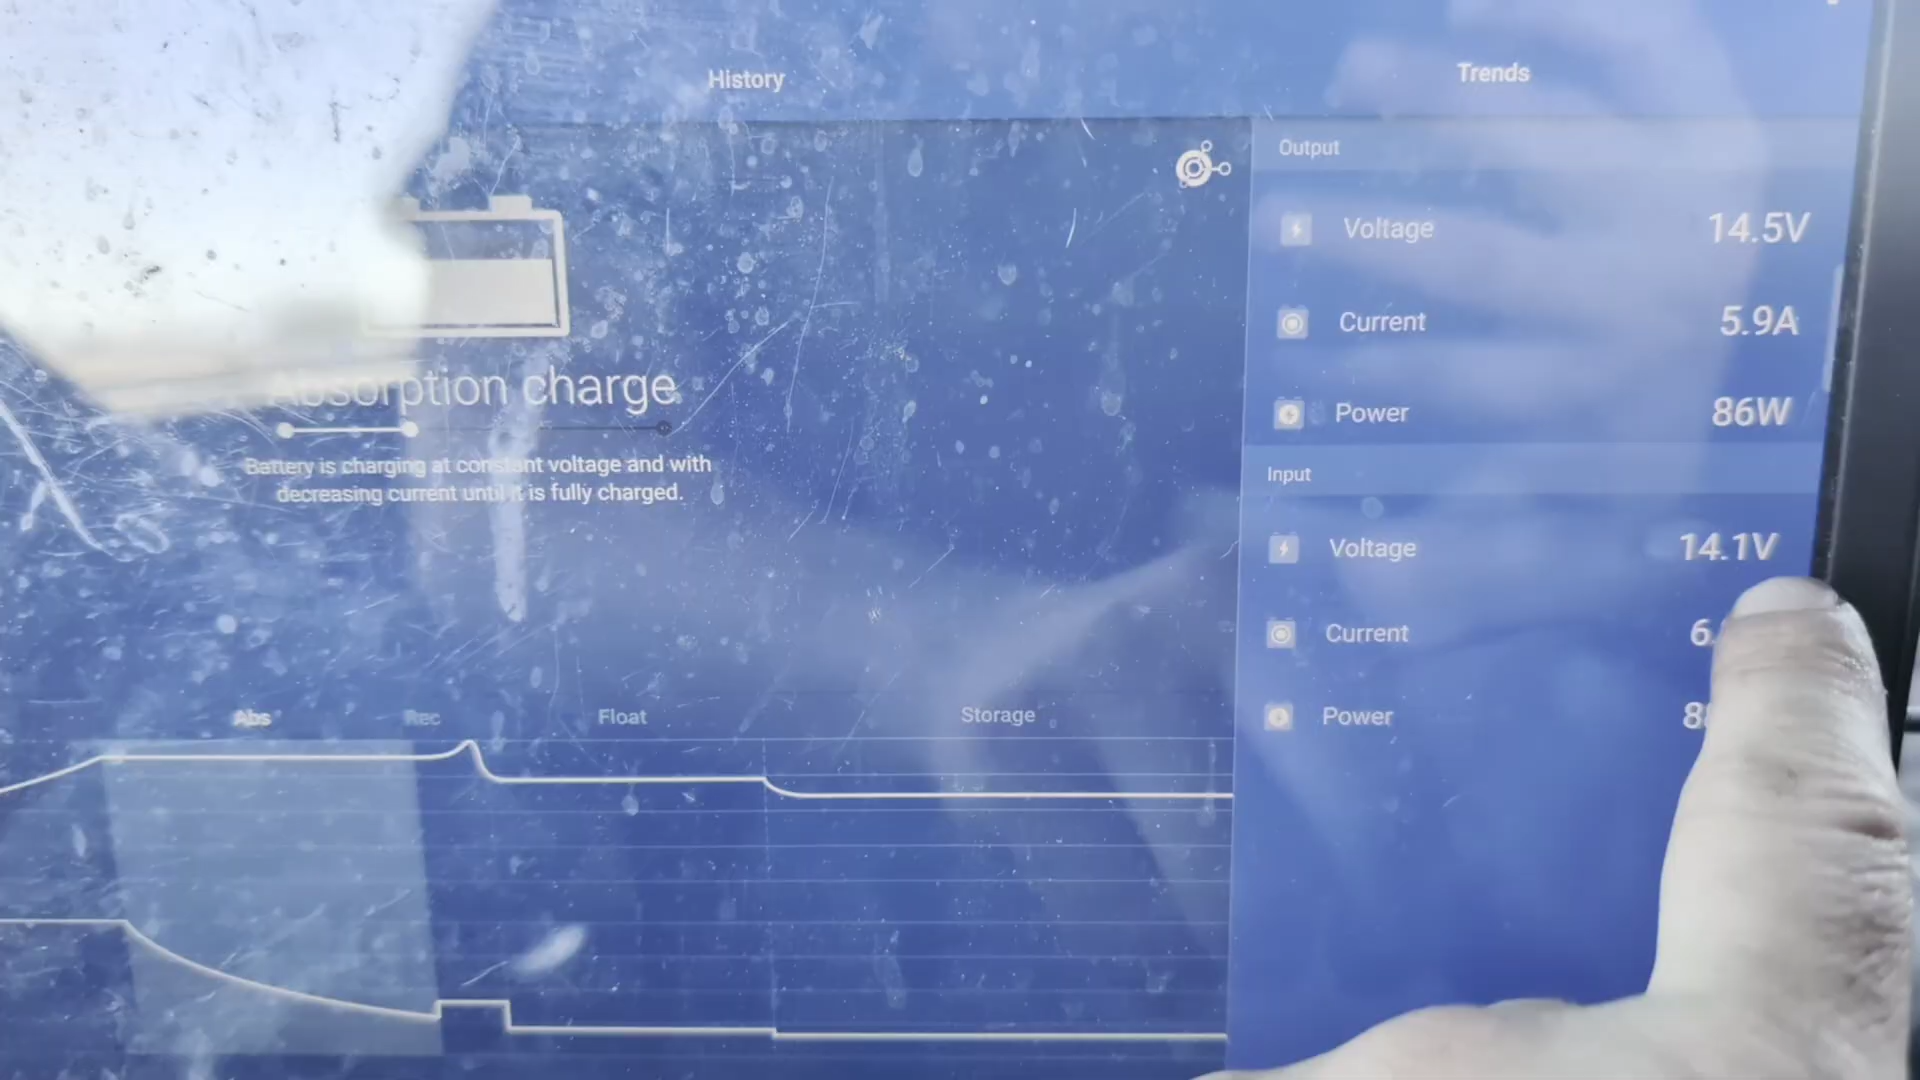 History
Trends
Absorption charge
Battery is charging at constant voltage and with
decreasing current until it is fully charged.
Abs
Rec
Float
Storage
Output
Voltage 14.5V
Current 5.9A
Power 86W
Input
Voltage 14.1V
Current
Power